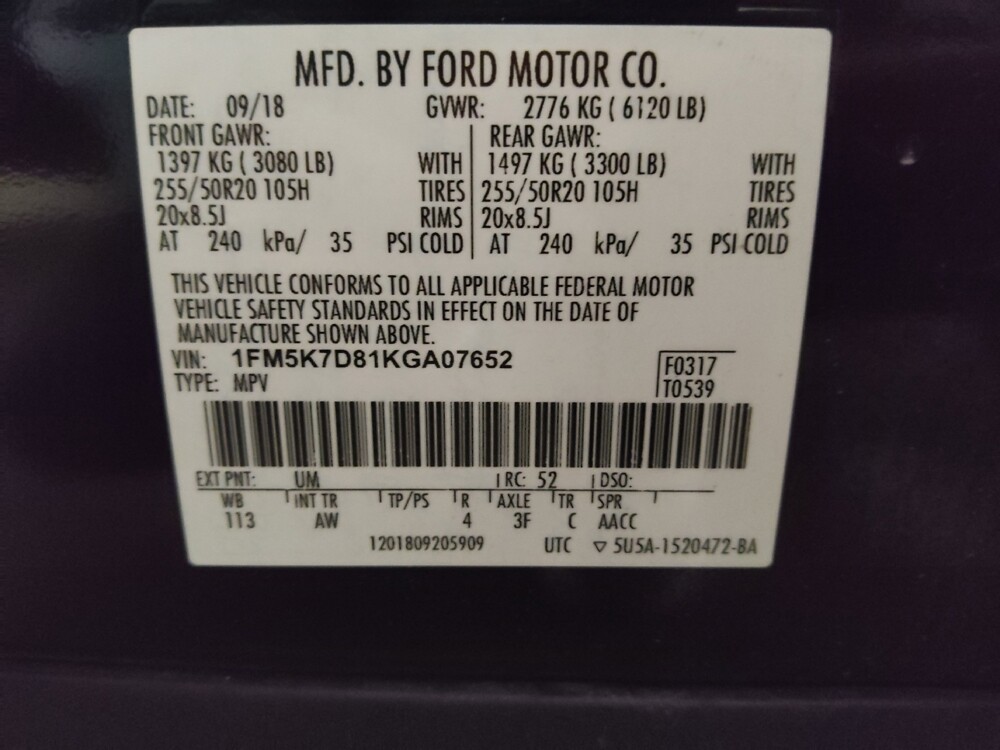 MFD. BY FORD MOTOR CO.
DATE: 09/18 GVWR: 2776 KG ( 6120 LB)
FRONT GAWR: REAR GAWR:
1397 KG ( 3080 LB) WITH 1497 KG ( 3300 LB) WITH
255/50R20 105H TIRES 255/50R20 105H TIRES
20x8.5J RIMS 20x8.5J RIMS
AT 240 kPa/ 35 PSI COLD AT 240 kPa/ 35 PSI COLD
THIS VEHICLE CONFORMS TO ALL APPLICABLE FEDERAL MOTOR
VEHICLE SAFETY STANDARDS IN EFFECT ON THE DATE OF
MANUFACTURE SHOWN ABOVE.
VIN: 1FM5K7D81KGA07652 F0317
TYPE: MPV T0539
EXT PNT: UM RC: 52 DSO:
WB INT TR TP/PS R AXLE TR SPR
113 AW 4 3F C AACC
1201809205909 UTC ▽ 5U5A-1520472-BA